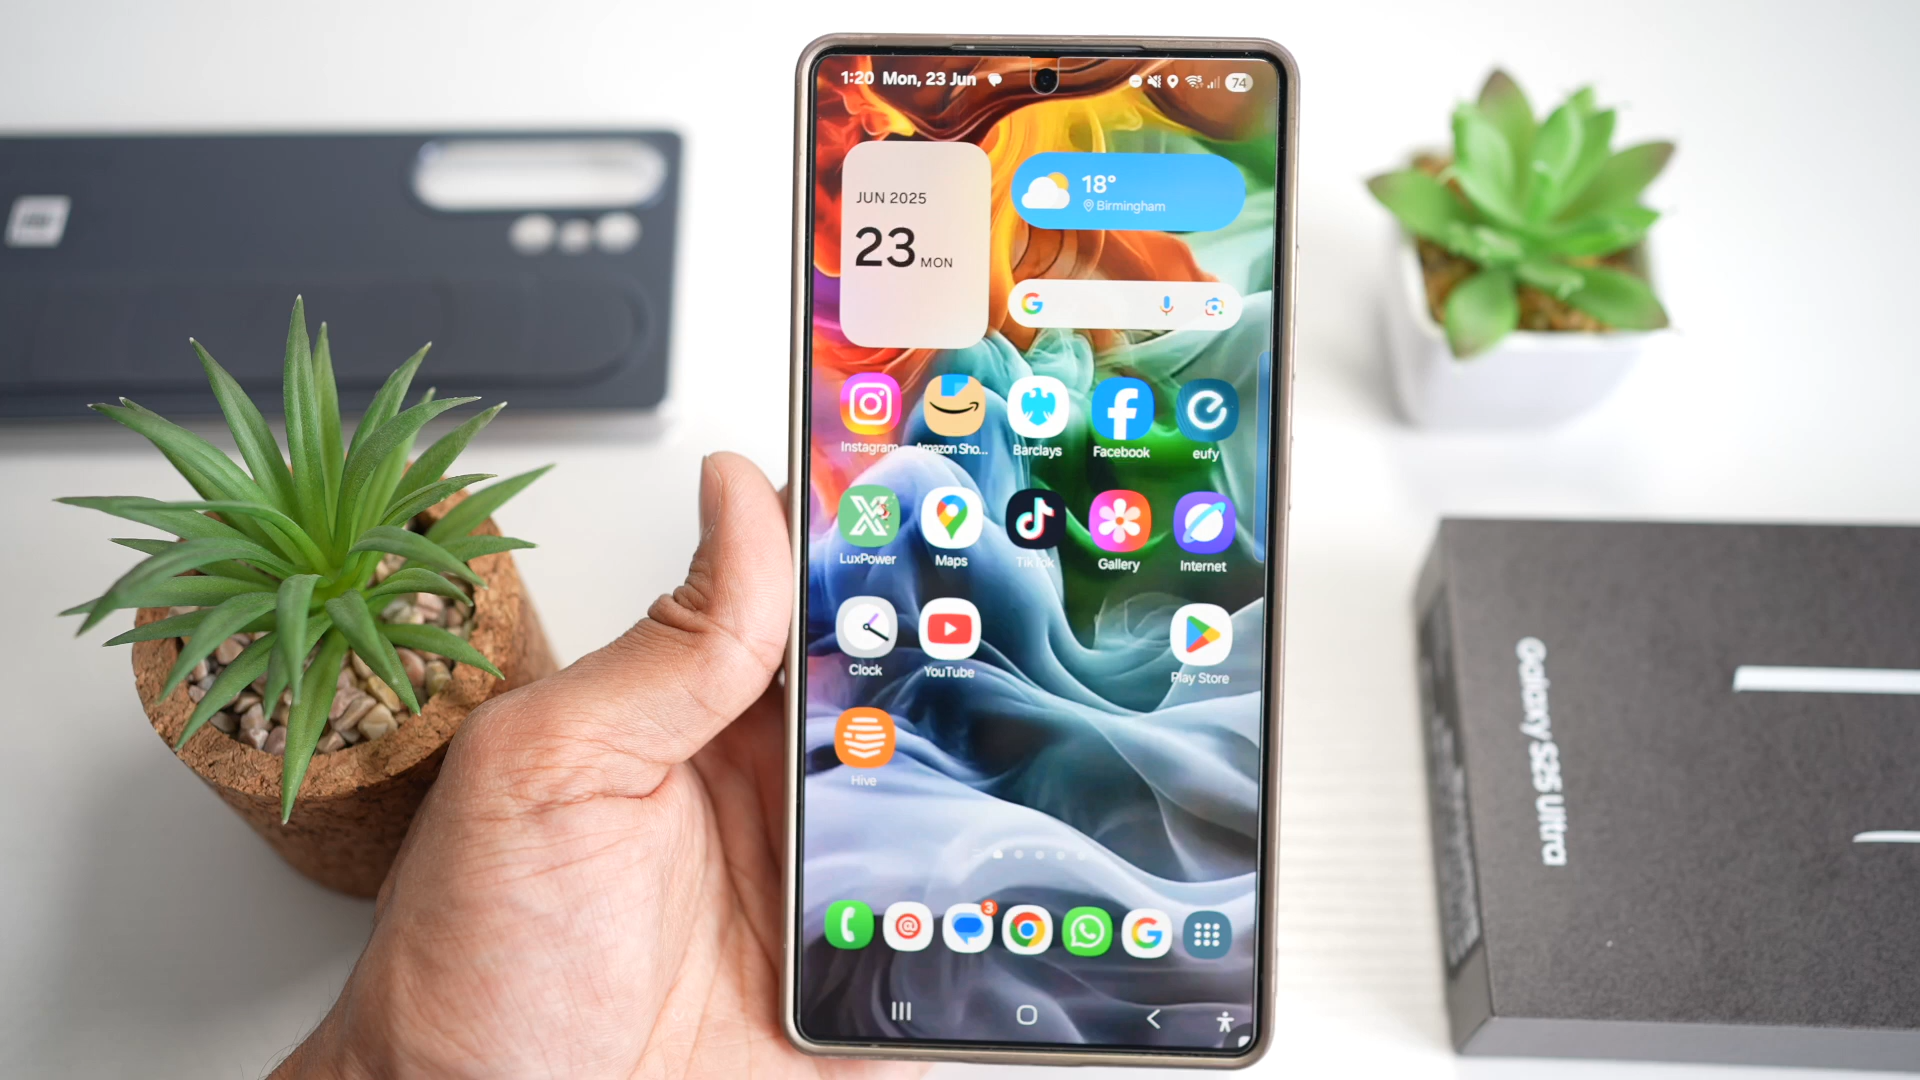 1:20 Mon, 23 Jun
74
JUN 2025
23 MON
18°
Birmingham
Instagram
Amazon Sho...
Barclays
Facebook
eufy
LuxPower
Maps
TikTok
Gallery
Internet
Clock
YouTube
Play Store
Hive
3
Galaxy S25 Ultra